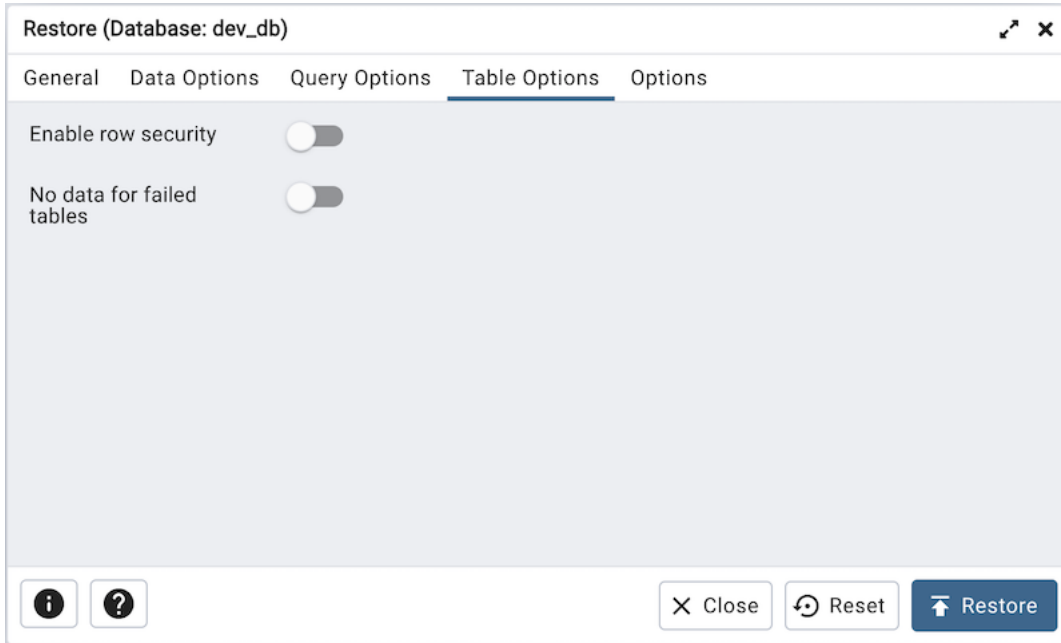 Restore (Database: dev_db)
General Data Options Query Options Table Options Options
Enable row security
No data for failed
tables
Close Reset Restore